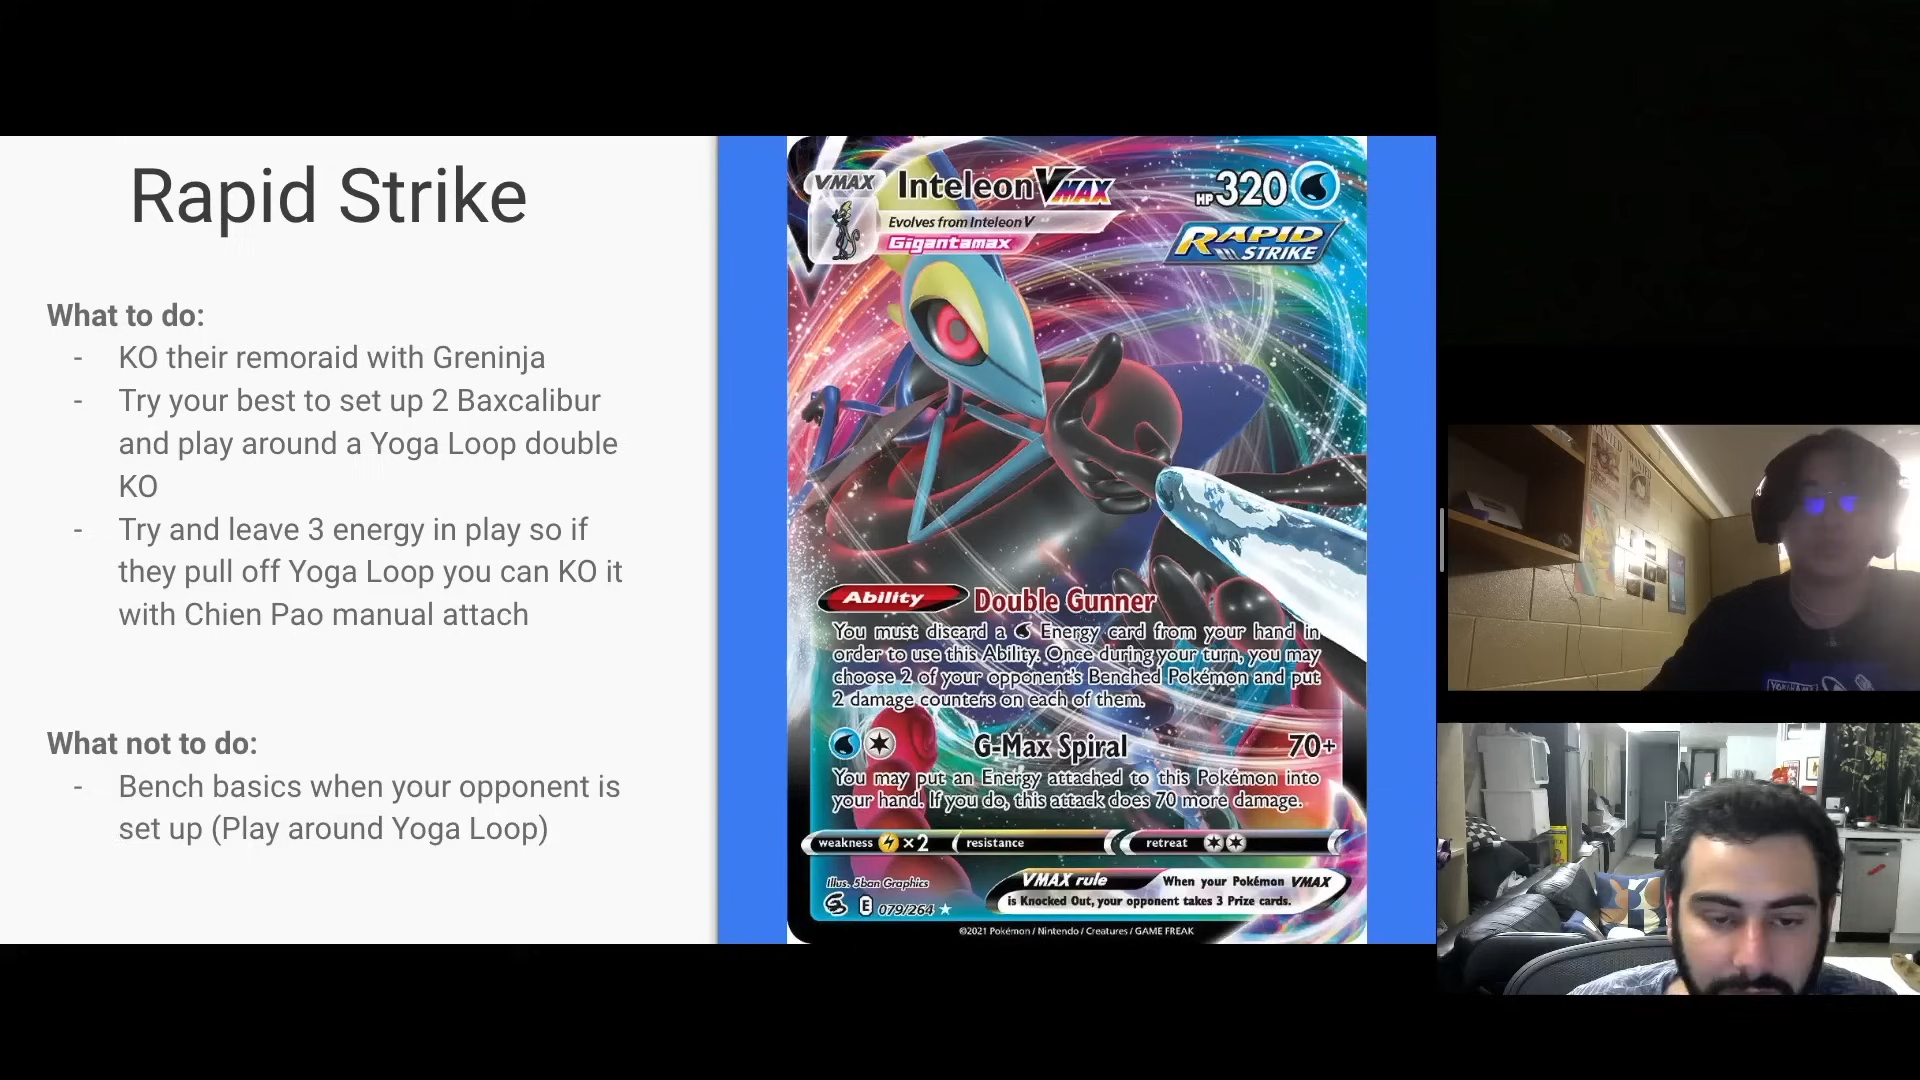 Rapid Strike
What to do:
- KO their remoraid with Greninja
- Try your best to set up 2 Baxcalibur
and play around a Yoga Loop double
KO
- Try and leave 3 energy in play so if
they pull off Yoga Loop you can KO it
with Chien Pao manual attach
What not to do:
- Bench basics when your opponent is
set up (Play around Yoga Loop)
VMAX Inteleon VMAX HP 320
Evolves from Inteleon V
Gigantamax
RAPID
STRIKE
Ability Double Gunner
You must discard a Energy card from your hand in
order to use this Ability. Once during your turn, you may
choose 2 of your opponent's Benched Pokémon and put
2 damage counters on each of them.
G-Max Spiral 70+
You may put an Energy attached to this Pokémon into
your hand. If you do, this attack does 70 more damage.
weakness ×2 resistance retreat
Illus. 5ban Graphics
E 079/264
VMAX rule When your Pokémon VMAX
is Knocked Out, your opponent takes 3 Prize cards.
©2021 Pokémon / Nintendo / Creatures / GAME FREAK
WANTED